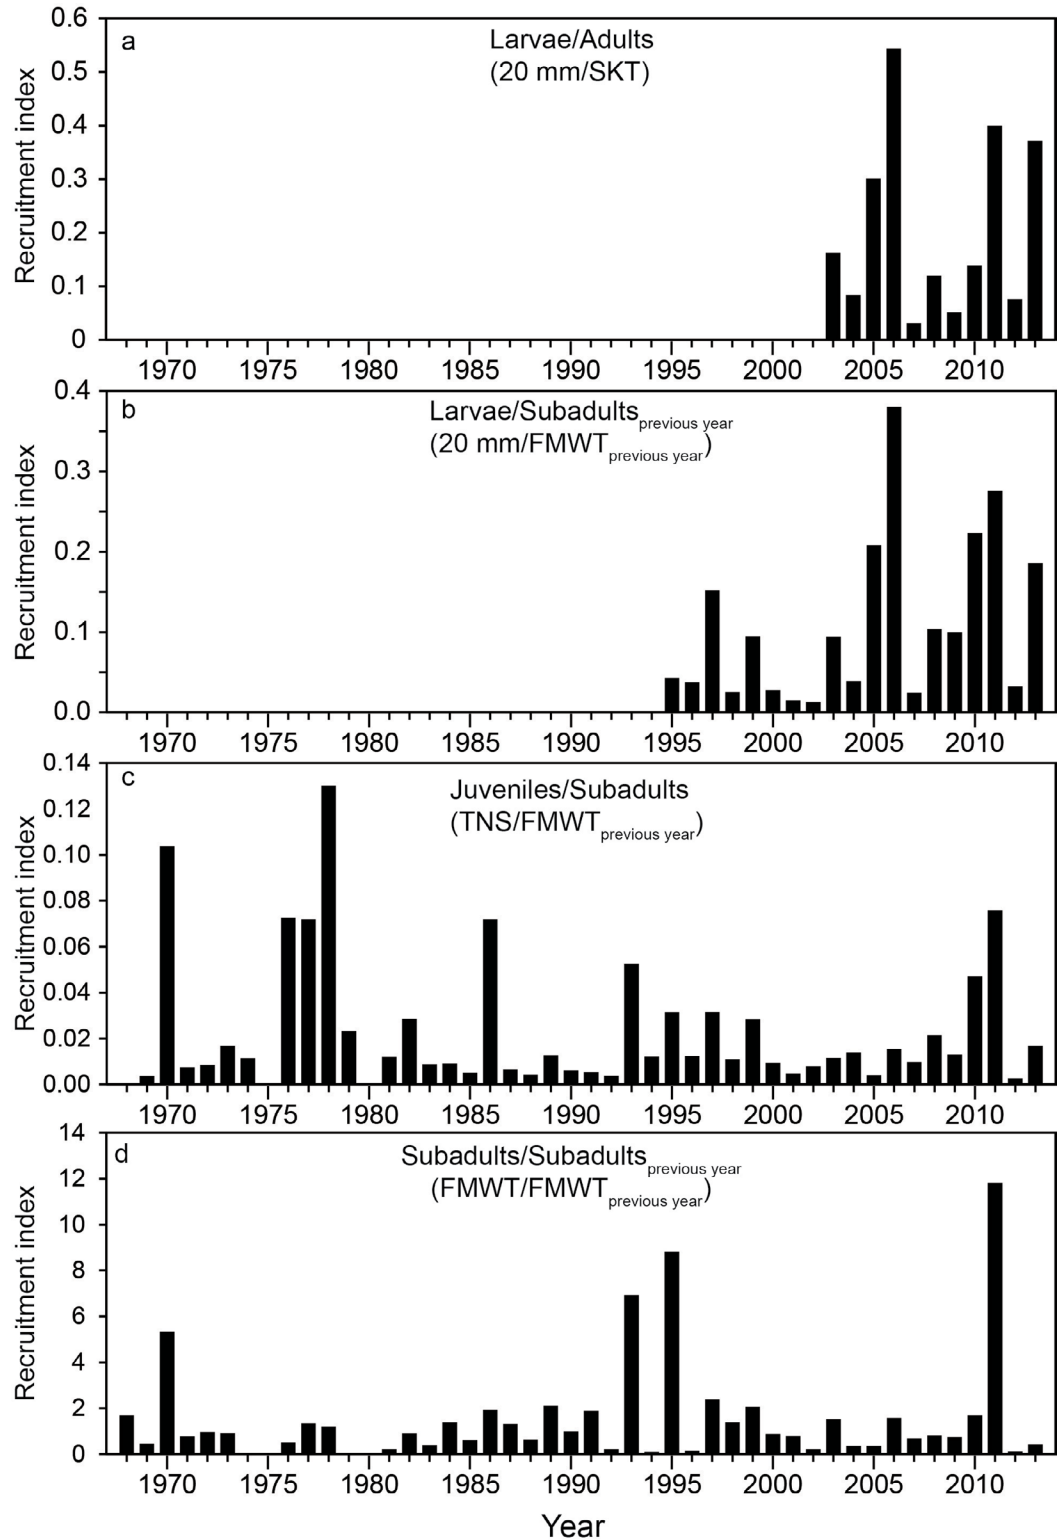 a
Larvae/Adults
(20 mm/SKT)
Recruitment index
0.6
0.5
0.4
0.3
0.2
0.1
0
1970 1975 1980 1985 1990 1995 2000 2005 2010
b
Larvae/Subadults previous year
(20 mm/FMWT previous year)
Recruitment index
0.4
0.3
0.2
0.1
0.0
1970 1975 1980 1985 1990 1995 2000 2005 2010
c
Juveniles/Subadults
(TNS/FMWT previous year)
Recruitment index
0.14
0.12
0.10
0.08
0.06
0.04
0.02
0.00
1970 1975 1980 1985 1990 1995 2000 2005 2010
d
Subadults/Subadults previous year
(FMWT/FMWT previous year)
Recruitment index
14
12
10
8
6
4
2
0
1970 1975 1980 1985 1990 1995 2000 2005 2010
Year